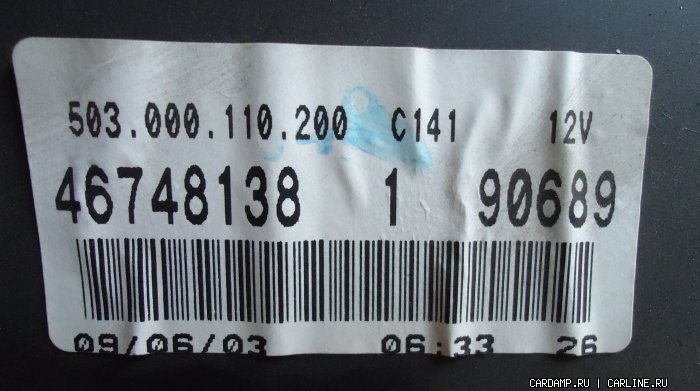 503.000.110.200 C141 12V
46748138 1 90689
09/06/03 06:33 26
CARDAMP.RU / CARLINE.RU